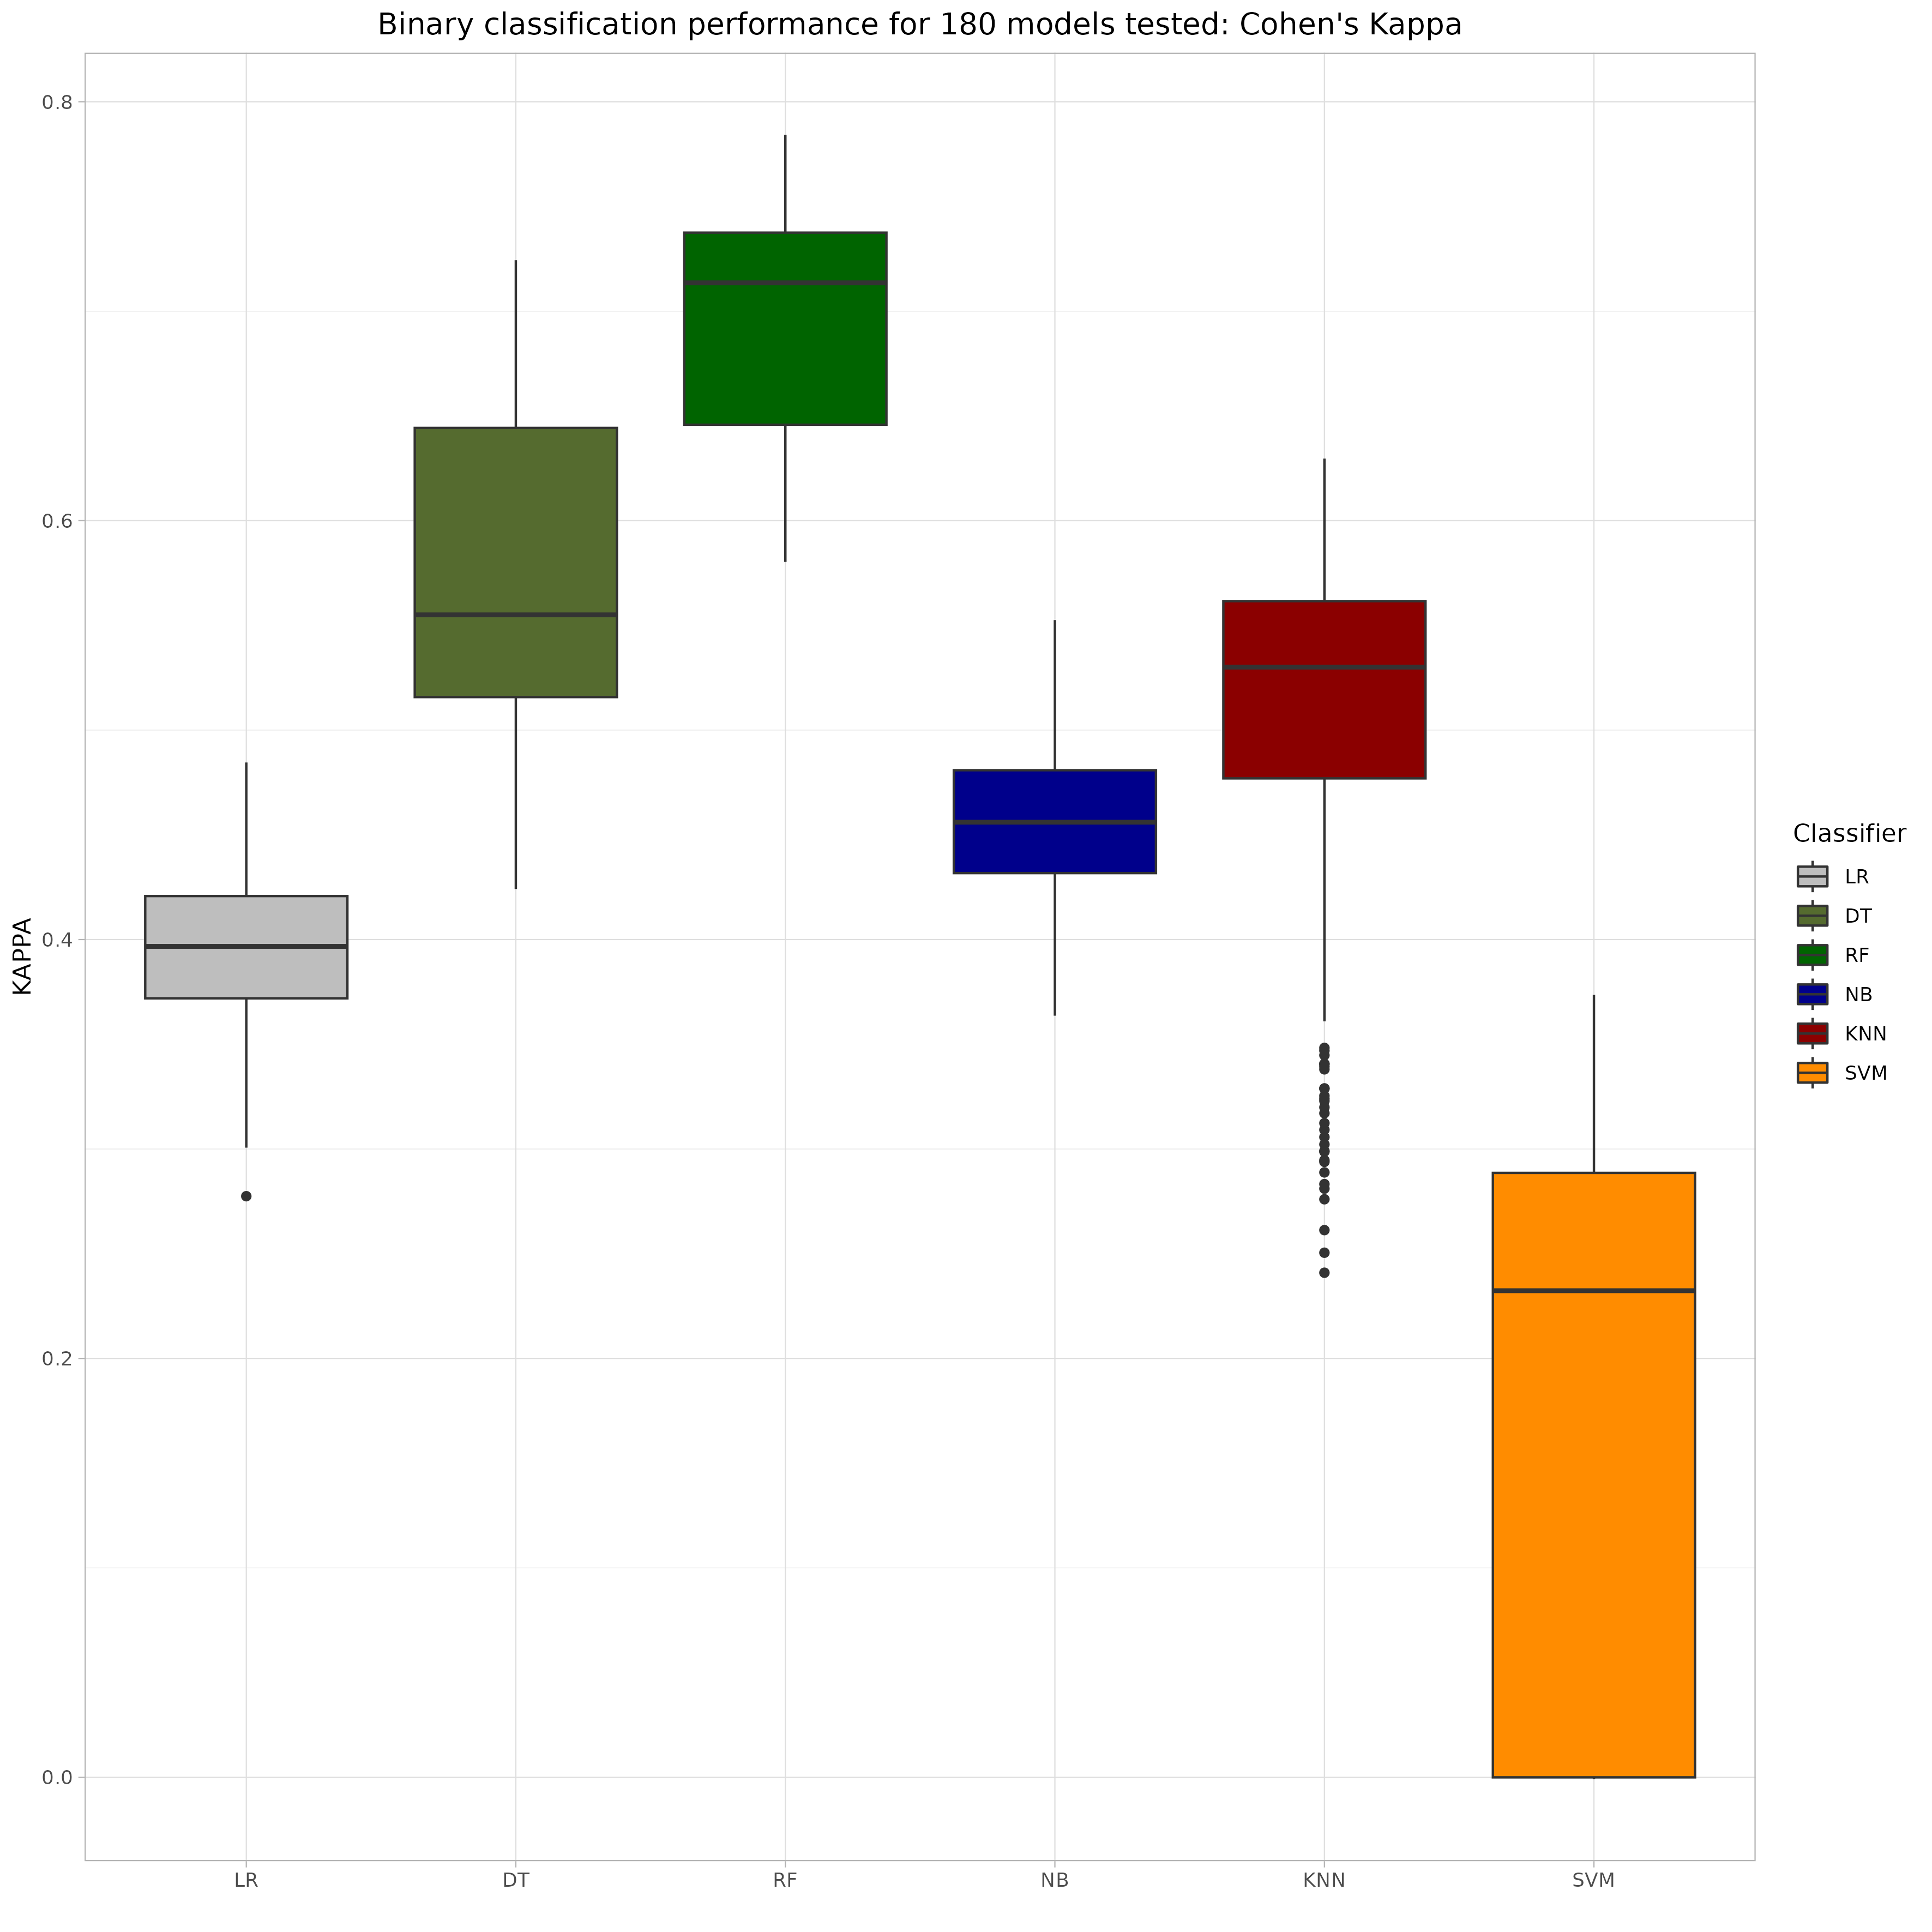 Binary classification performance for 180 models tested: Cohen's Kappa
KAPPA
0.8
0.6
0.4
0.2
0.0
LR DT RF NB KNN SVM
Classifier
LR
DT
RF
NB
KNN
SVM